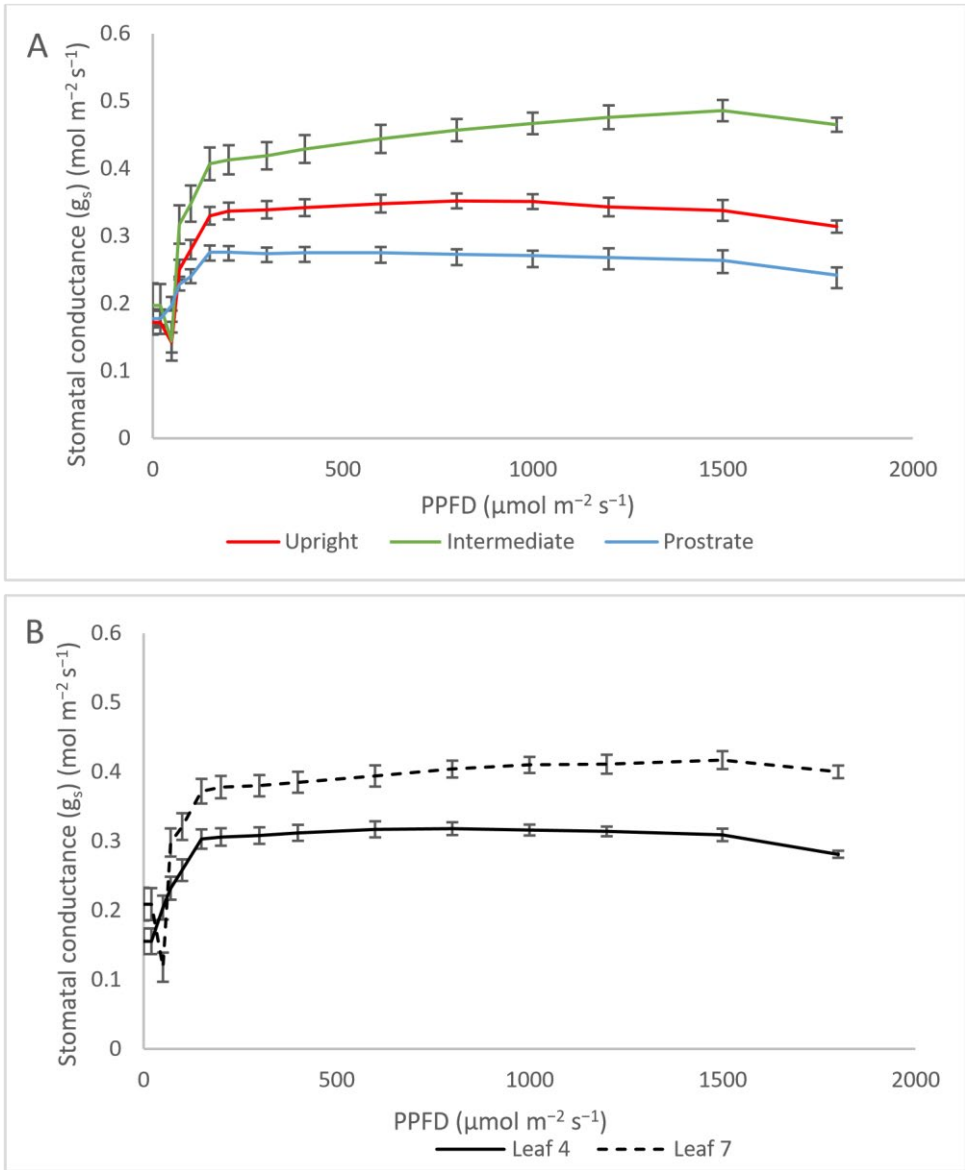 A
Stomatal conductance (gₛ) (mol m⁻² s⁻¹)
0.6
0.5
0.4
0.3
0.2
0.1
0
0 500 1000 1500 2000
PPFD (µmol m⁻² s⁻¹)
Upright Intermediate Prostrate
B
Stomatal conductance (gₛ) (mol m⁻² s⁻¹)
0.6
0.5
0.4
0.3
0.2
0.1
0
0 500 1000 1500 2000
PPFD (µmol m⁻² s⁻¹)
Leaf 4 Leaf 7